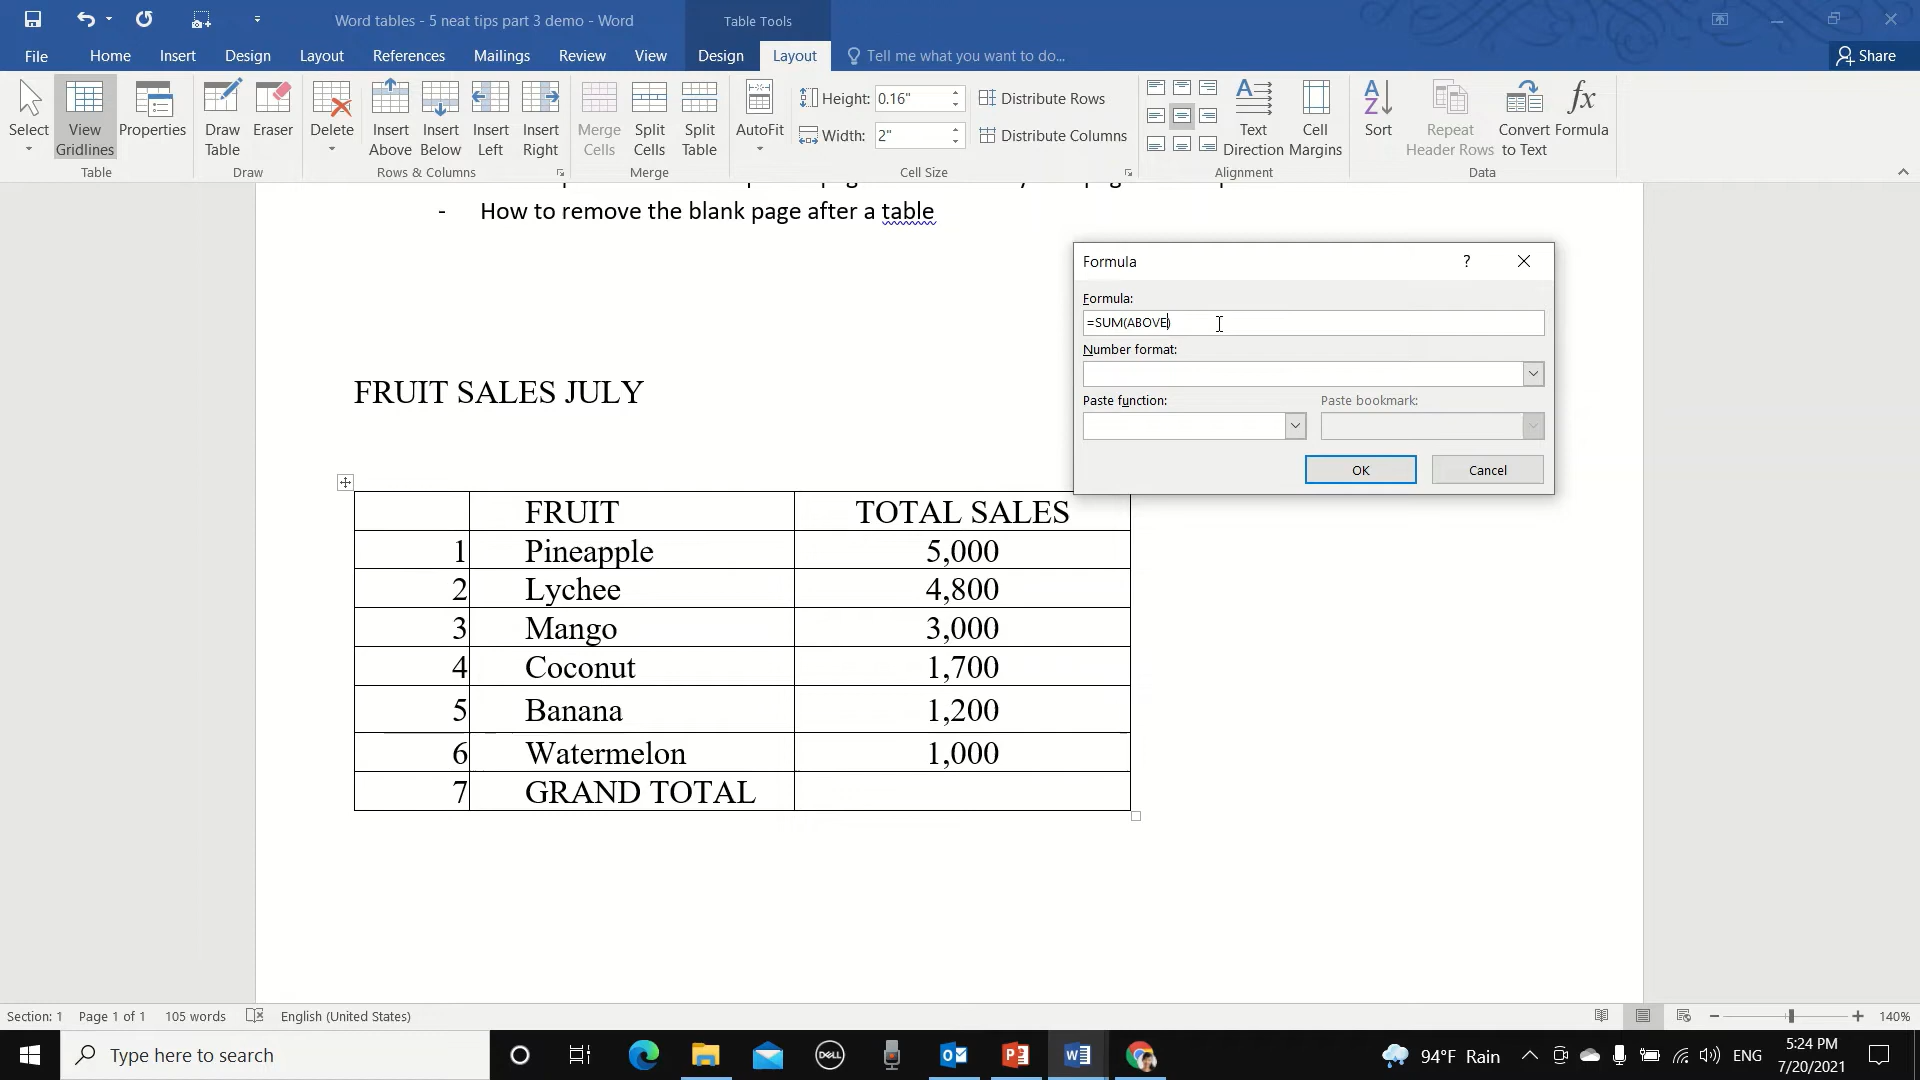 Word tables - 5 neat tips part 3 demo - Word
Table Tools
File Home Insert Design Layout References Mailings Review View Design Layout Tell me what you want to do... Share
Select
View Gridlines
Properties
Table
Draw Table
Eraser
Draw
Delete
Insert Above
Insert Below
Insert Left
Insert Right
Rows & Columns
Merge Cells
Split Cells
Split Table
Merge
AutoFit
Height: 0.16"
Width: 2"
Distribute Rows
Distribute Columns
Cell Size
Text Direction
Cell Margins
Alignment
Sort
Repeat Header Rows
Convert to Text
Formula
Data
- How to remove the blank page after a table
Formula
?
Formula:
=SUM(ABOVE)
Number format:
Paste function: Paste bookmark:
OK Cancel
FRUIT SALES JULY
FRUIT TOTAL SALES
1 Pineapple 5,000
2 Lychee 4,800
3 Mango 3,000
4 Coconut 1,700
5 Banana 1,200
6 Watermelon 1,000
7 GRAND TOTAL
Section: 1 Page 1 of 1 105 words English (United States) 140%
Type here to search
DELL
94°F Rain
ENG
5:24 PM
7/20/2021